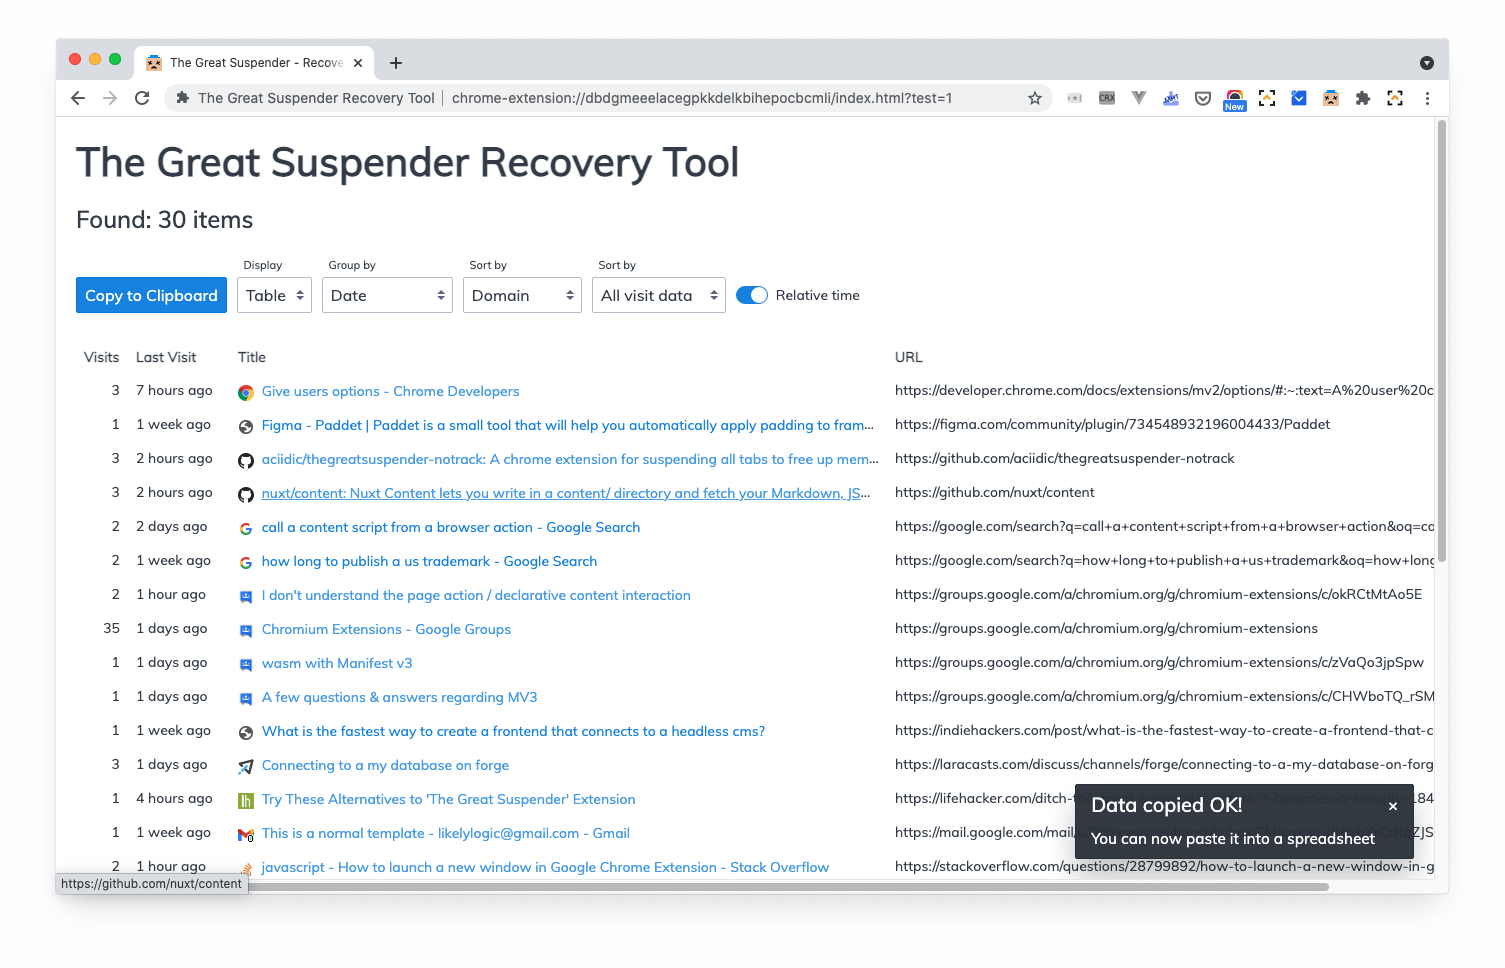 The Great Suspender - Recove
The Great Suspender Recovery Tool | chrome-extension://dbdgmeeelacegpkkdelkbihepocbcmli/index.html?test=1
CRX
New
The Great Suspender Recovery Tool
Found: 30 items
Display Group by Sort by Sort by
Copy to Clipboard Table Date Domain All visit data Relative time
Visits Last Visit Title URL
3 7 hours ago Give users options - Chrome Developers https://developer.chrome.com/docs/extensions/mv2/options/#:~:text=A%20user%20c
1 1 week ago Figma - Paddet | Paddet is a small tool that will help you automatically apply padding to fram... https://figma.com/community/plugin/734548932196004433/Paddet
3 2 hours ago aciidic/thegreatsuspender-notrack: A chrome extension for suspending all tabs to free up mem... https://github.com/aciidic/thegreatsuspender-notrack
3 2 hours ago nuxt/content: Nuxt Content lets you write in a content/ directory and fetch your Markdown, JS... https://github.com/nuxt/content
2 2 days ago call a content script from a browser action - Google Search https://google.com/search?q=call+a+content+script+from+a+browser+action&oq=ca
2 1 week ago how long to publish a us trademark - Google Search https://google.com/search?q=how+long+to+publish+a+us+trademark&oq=how+long
2 1 hour ago I don't understand the page action / declarative content interaction https://groups.google.com/a/chromium.org/g/chromium-extensions/c/okRCtMtAo5E
35 1 days ago Chromium Extensions - Google Groups https://groups.google.com/a/chromium.org/g/chromium-extensions
1 1 days ago wasm with Manifest v3 https://groups.google.com/a/chromium.org/g/chromium-extensions/c/zVaQo3jpSpw
1 1 days ago A few questions & answers regarding MV3 https://groups.google.com/a/chromium.org/g/chromium-extensions/c/CHWboTQ_rSM
1 1 week ago What is the fastest way to create a frontend that connects to a headless cms? https://indiehackers.com/post/what-is-the-fastest-way-to-create-a-frontend-that-c
3 1 days ago Connecting to a my database on forge https://laracasts.com/discuss/channels/forge/connecting-to-a-my-database-on-forg
1 4 hours ago Try These Alternatives to 'The Great Suspender' Extension https://lifehacker.com/ditch-th
Data copied OK! ×
1 1 week ago This is a normal template - likelylogic@gmail.com - Gmail https://mail.google.com/mail/
You can now paste it into a spreadsheet
2 1 hour ago javascript - How to launch a new window in Google Chrome Extension - Stack Overflow https://stackoverflow.com/questions/28799892/how-to-launch-a-new-window-in-g
https://github.com/nuxt/content